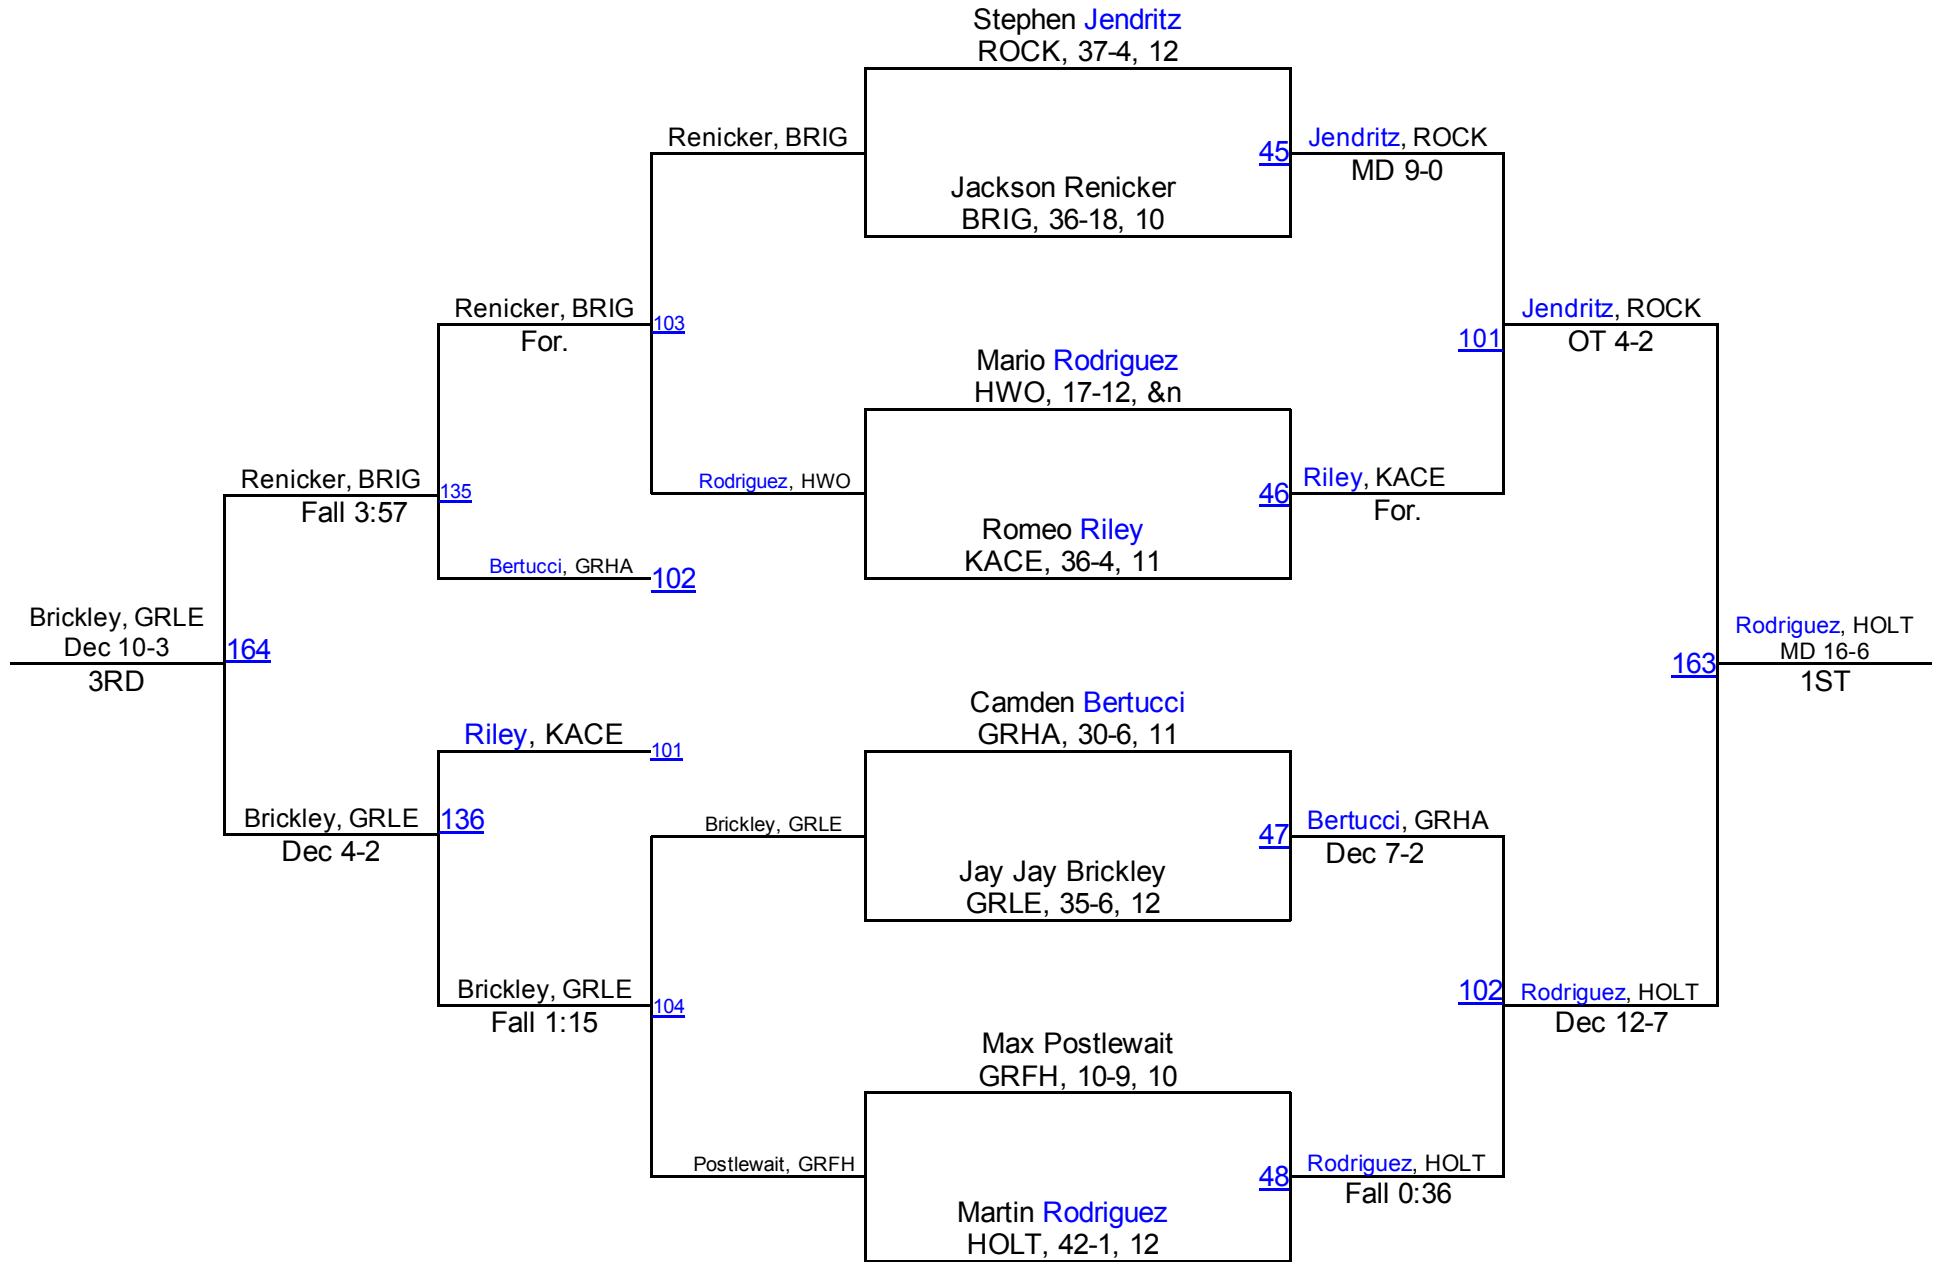 Stephen Jendritz
ROCK, 37-4, 12
Renicker, BRIG
45
Jendritz, ROCK
MD 9-0
Jackson Renicker
BRIG, 36-18, 10
Renicker, BRIG
For.
103
Jendritz, ROCK
OT 4-2
101
Mario Rodriguez
HWO, 17-12, &n
Renicker, BRIG
Fall 3:57
135
Rodriguez, HWO
46
Riley, KACE
For.
Romeo Riley
KACE, 36-4, 11
Bertucci, GRHA
102
Brickley, GRLE
Dec 10-3
3RD
164
Rodriguez, HOLT
MD 16-6
1ST
163
Camden Bertucci
GRHA, 30-6, 11
Riley, KACE
101
Brickley, GRLE
Dec 4-2
136
Brickley, GRLE
47
Bertucci, GRHA
Dec 7-2
Jay Jay Brickley
GRLE, 35-6, 12
Brickley, GRLE
Fall 1:15
104
102
Rodriguez, HOLT
Dec 12-7
Max Postlewait
GRFH, 10-9, 10
Postlewait, GRFH
48
Rodriguez, HOLT
Fall 0:36
Martin Rodriguez
HOLT, 42-1, 12